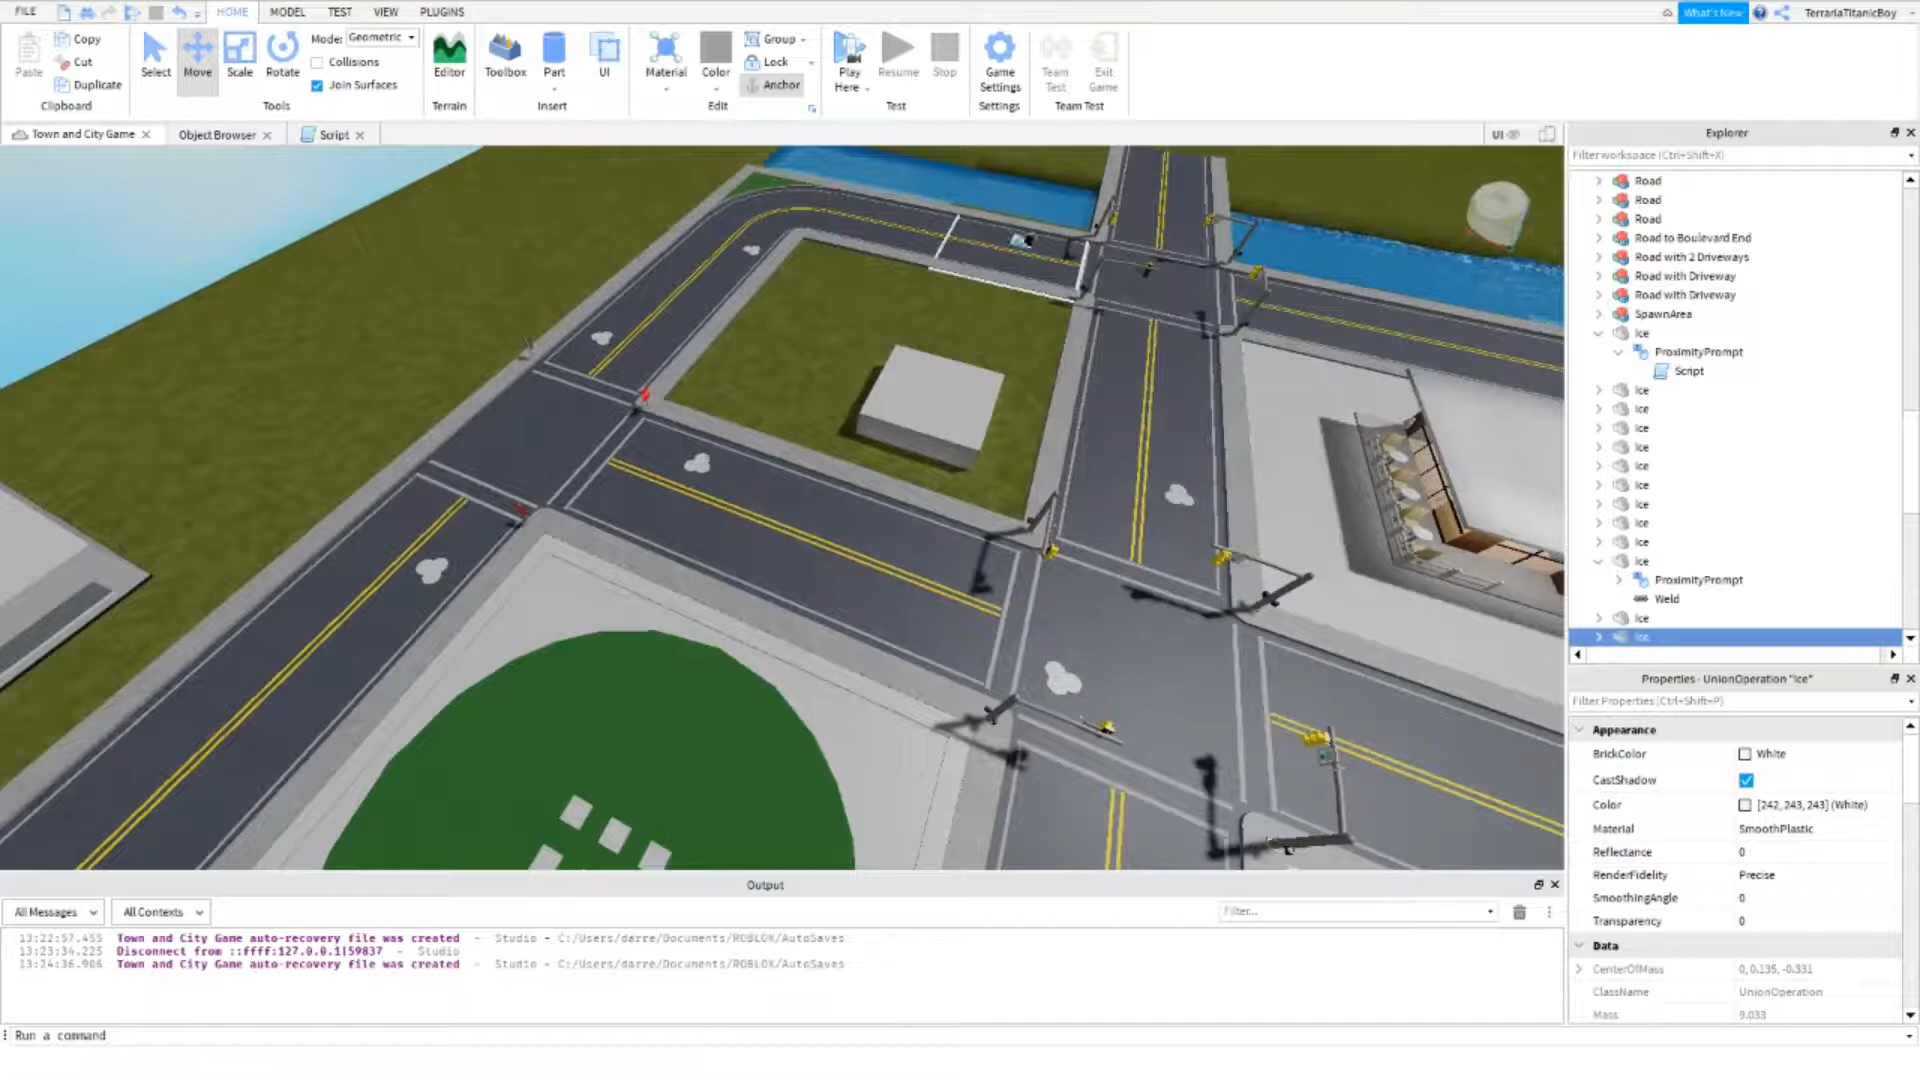 FILE HOME MODEL TEST VIEW PLUGINS What's New TerrariaTitanicBoy
Paste Copy Cut Duplicate Clipboard
Select Move Scale Rotate Mode: Geometric Collisions Join Surfaces Tools
Editor Terrain
Toolbox Part UI Insert
Material Color Group Lock Anchor Edit
Play Here Resume Stop Test
Game Settings Settings
Team Test Exit Game Team Test
Town and City Game Object Browser Script UI
Explorer
Filter workspace (Ctrl+Shift+X)
Road
Road
Road
Road to Boulevard End
Road with 2 Driveways
Road with Driveway
Road with Driveway
SpawnArea
Ice
ProximityPrompt
Script
Ice
Ice
Ice
Ice
Ice
Ice
Ice
Ice
Ice
Ice
ProximityPrompt
Weld
Ice
Ice
Properties - UnionOperation "Ice"
Filter Properties (Ctrl+Shift+P)
Appearance
BrickColor White
CastShadow
Color [242, 243, 243] (White)
Material SmoothPlastic
Reflectance 0
RenderFidelity Precise
SmoothingAngle 0
Transparency 0
Data
CenterOfMass 0, 0.135, -0.331
ClassName UnionOperation
Mass 9.033
Output
All Messages All Contexts Filter...
13:22:57.455 Town and City Game auto-recovery file was created - Studio - C:/Users/darre/Documents/ROBLOX/AutoSaves
13:23:34.225 Disconnect from ::ffff:127.0.0.1|59837 - Studio
13:24:36.906 Town and City Game auto-recovery file was created - Studio - C:/Users/darre/Documents/ROBLOX/AutoSaves
Run a command